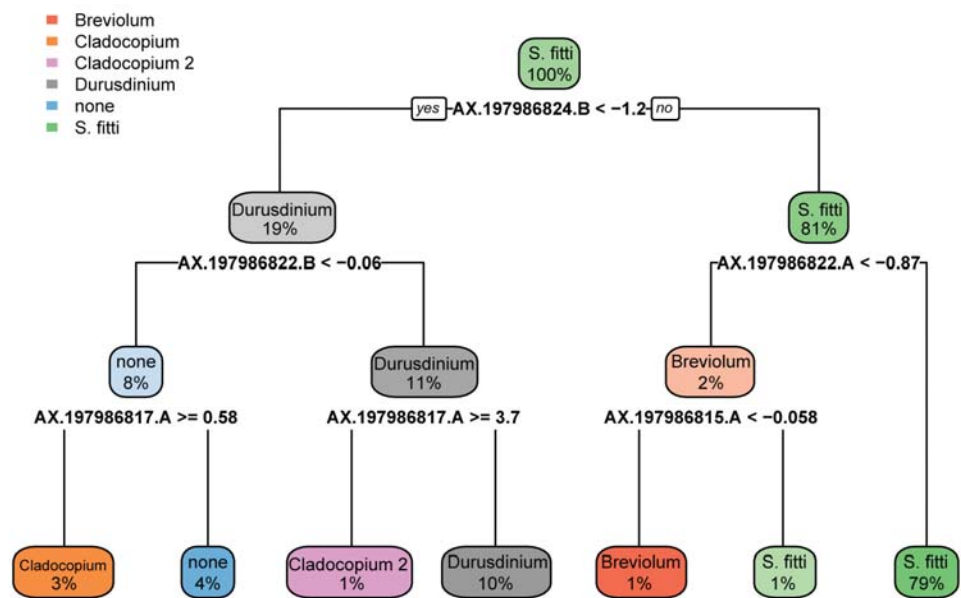 Breviolum
Cladocopium
Cladocopium 2
Durusdinium
none
S. fitti
S. fitti
100%
yes AX.197986824.B < −1.2 no
Durusdinium
19%
S. fitti
81%
AX.197986822.B < −0.06
AX.197986822.A < −0.87
none
8%
Durusdinium
11%
Breviolum
2%
AX.197986817.A >= 0.58
AX.197986817.A >= 3.7
AX.197986815.A < −0.058
Cladocopium
3%
none
4%
Cladocopium 2
1%
Durusdinium
10%
Breviolum
1%
S. fitti
1%
S. fitti
79%